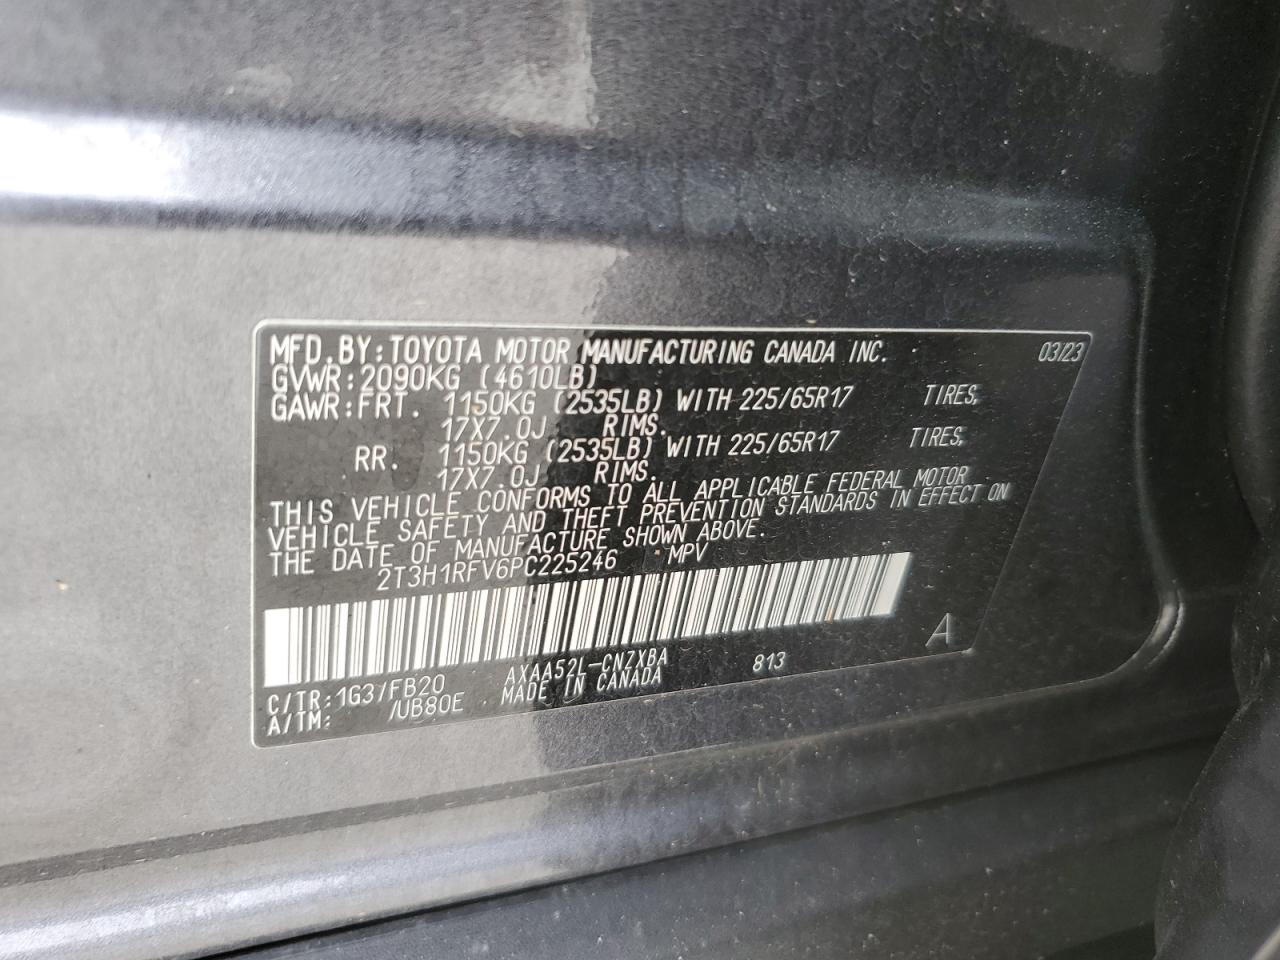 MFD.BY:TOYOTA MOTOR MANUFACTURING CANADA INC. 03/23
GVWR:2090KG (4610LB)
GAWR:FRT. 1150KG (2535LB) WITH 225/65R17 TIRES,
17X7.0J RIMS.
RR. 1150KG (2535LB) WITH 225/65R17 TIRES,
17X7.0J RIMS.
THIS VEHICLE CONFORMS TO ALL APPLICABLE FEDERAL MOTOR
VEHICLE SAFETY AND THEFT PREVENTION STANDARDS IN EFFECT ON
THE DATE OF MANUFACTURE SHOWN ABOVE.
2T3H1RFV6PC225246 MPV
A
C/TR:1G3/FB20 AXAA52L-CNZXBA 813
A/TM: /UB80E MADE IN CANADA